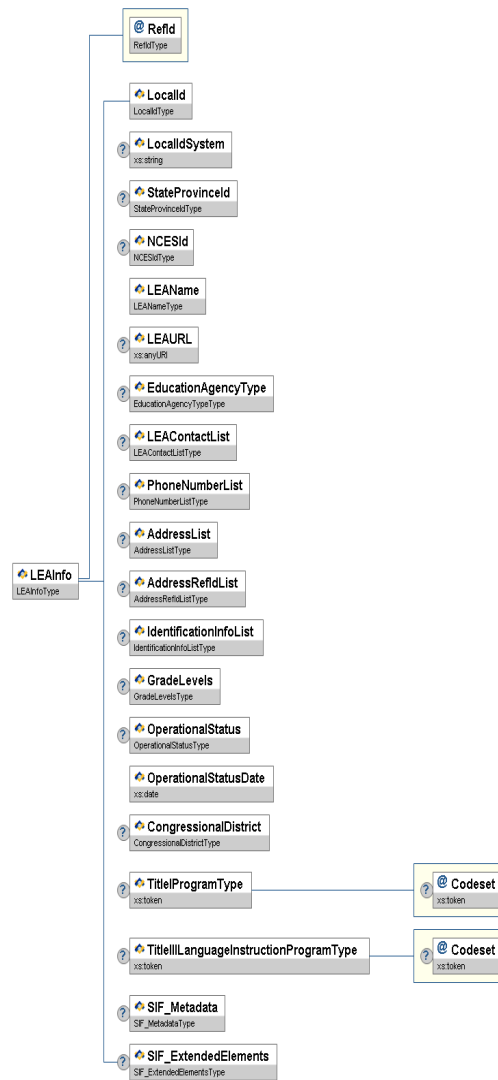 @ RefId
RefIdType
LocalId
LocalIdType
? LocalIdSystem
xs:string
? StateProvinceId
StateProvinceIdType
? NCESId
NCESIdType
LEAName
LEANameType
? LEAURL
xs:anyURI
? EducationAgencyType
EducationAgencyTypeType
? LEAContactList
LEAContactListType
? PhoneNumberList
PhoneNumberListType
? AddressList
AddressListType
LEAInfo
LEAInfoType
? AddressRefIdList
AddressRefIdListType
? IdentificationInfoList
IdentificationInfoListType
? GradeLevels
GradeLevelsType
? OperationalStatus
OperationalStatusType
OperationalStatusDate
xs:date
? CongressionalDistrict
CongressionalDistrictType
? TitleIProgramType
xs:token
? @ Codeset
xs:token
? TitleIIILanguageInstructionProgramType
xs:token
? @ Codeset
xs:token
? SIF_Metadata
SIF_MetadataType
? SIF_ExtendedElements
SIF_ExtendedElementsType